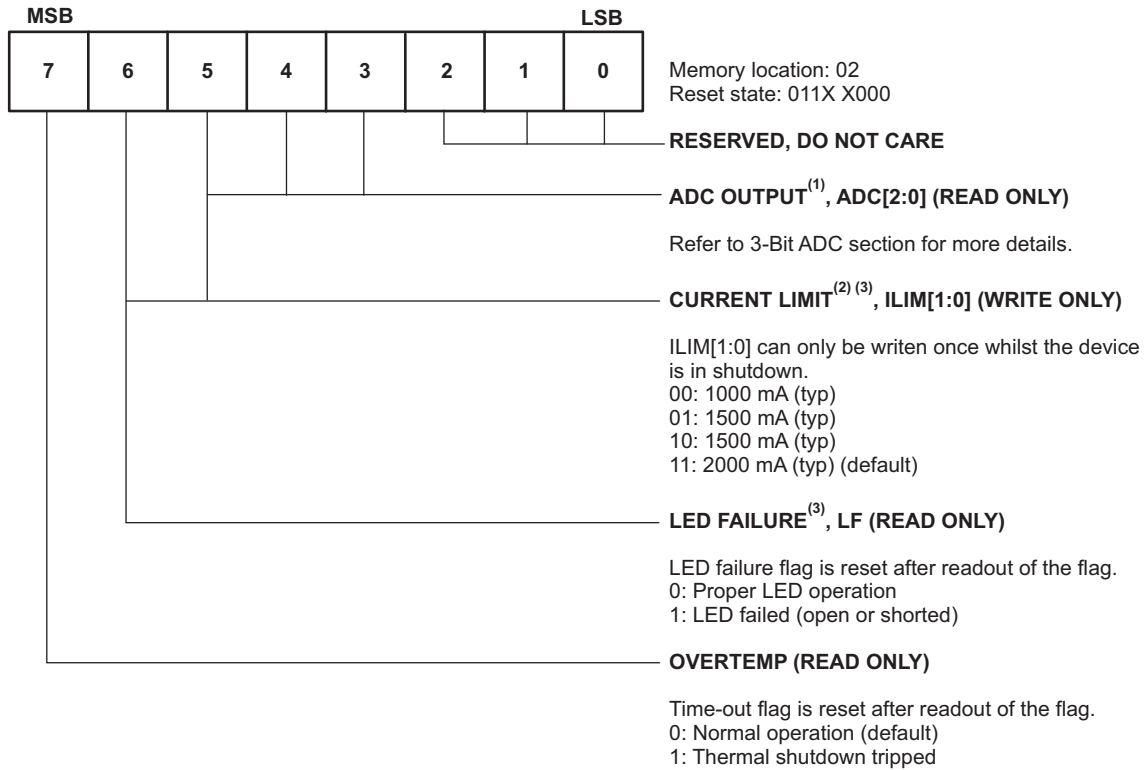 MSB LSB
7 6 5 4 3 2 1 0
Memory location: 02
Reset state: 011X X000
RESERVED, DO NOT CARE
ADC OUTPUT(1), ADC[2:0] (READ ONLY)
Refer to 3-Bit ADC section for more details.
CURRENT LIMIT(2) (3), ILIM[1:0] (WRITE ONLY)
ILIM[1:0] can only be writen once whilst the device
is in shutdown.
00: 1000 mA (typ)
01: 1500 mA (typ)
10: 1500 mA (typ)
11: 2000 mA (typ) (default)
LED FAILURE(3), LF (READ ONLY)
LED failure flag is reset after readout of the flag.
0: Proper LED operation
1: LED failed (open or shorted)
OVERTEMP (READ ONLY)
Time-out flag is reset after readout of the flag.
0: Normal operation (default)
1: Thermal shutdown tripped